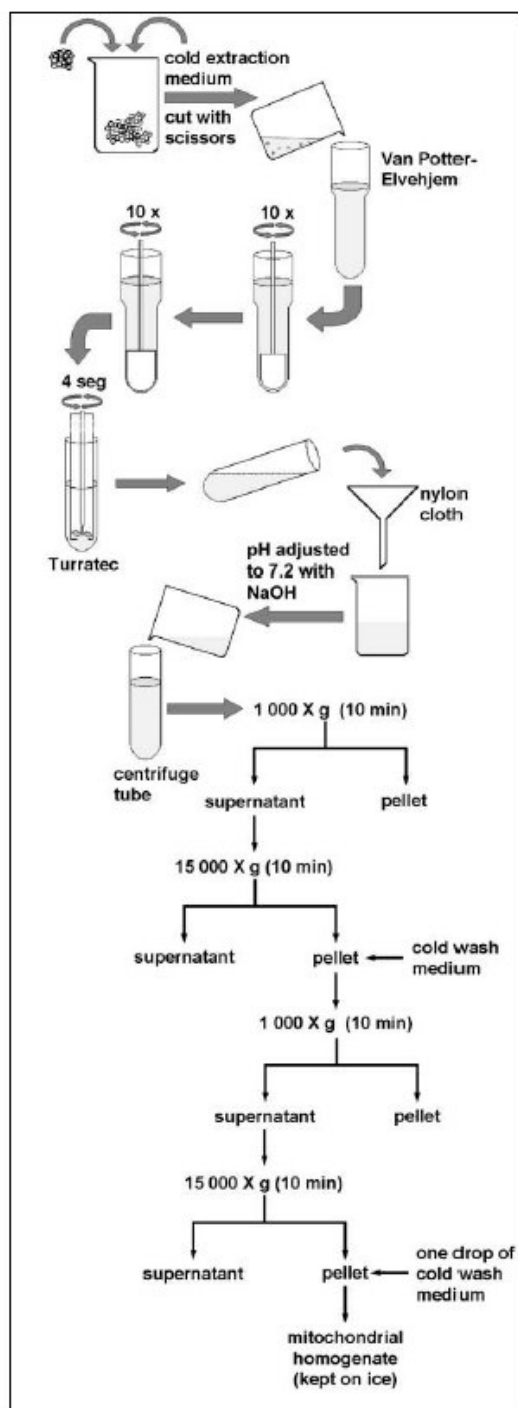 cold extraction
medium
cut with
scissors
Van Potter-
Elvehjem
10 x
10 x
4 seg
Turratec
nylon
cloth
pH adjusted
to 7.2 with
NaOH
centrifuge
tube
1 000 X g (10 min)
supernatant
pellet
15 000 X g (10 min)
supernatant
pellet
cold wash
medium
1 000 X g (10 min)
supernatant
pellet
15 000 X g (10 min)
supernatant
pellet
one drop of
cold wash
medium
mitochondrial
homogenate
(kept on ice)